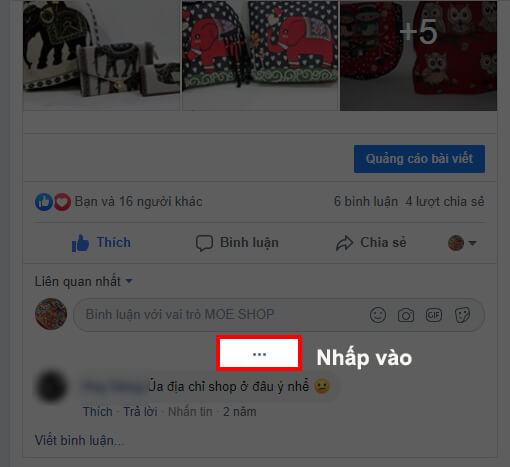 +5
Quảng cáo bài viết
Bạn và 16 người khác
6 bình luận 4 lượt chia sẻ
Thích
Bình luận
Chia sẻ
Liên quan nhất
Bình luận với vai trò MOE SHOP
GIF
...
Nhấp vào
Ủa địa chỉ shop ở đâu ý nhể
Thích · Trả lời · Nhắn tin · 2 năm
Viết bình luận...